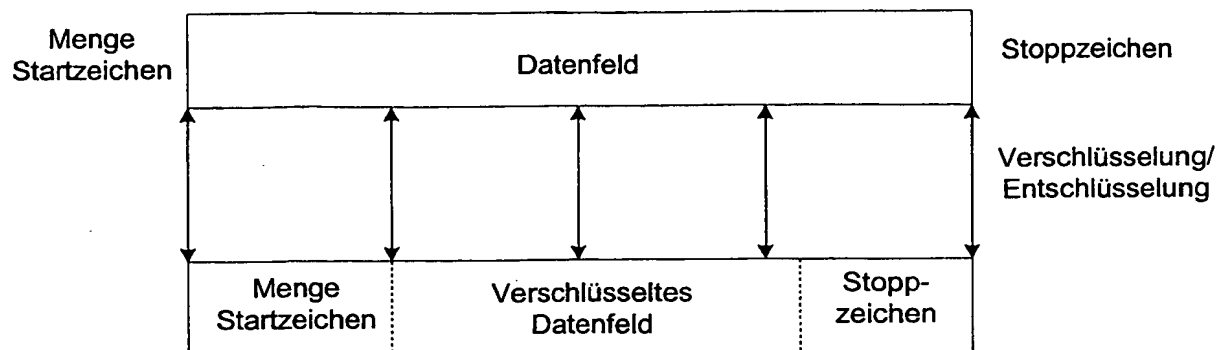 Menge
Startzeichen
Datenfeld
Stoppzeichen
Verschlüsselung/
Entschlüsselung
Menge
Startzeichen
Verschlüsseltes
Datenfeld
Stopp-
zeichen